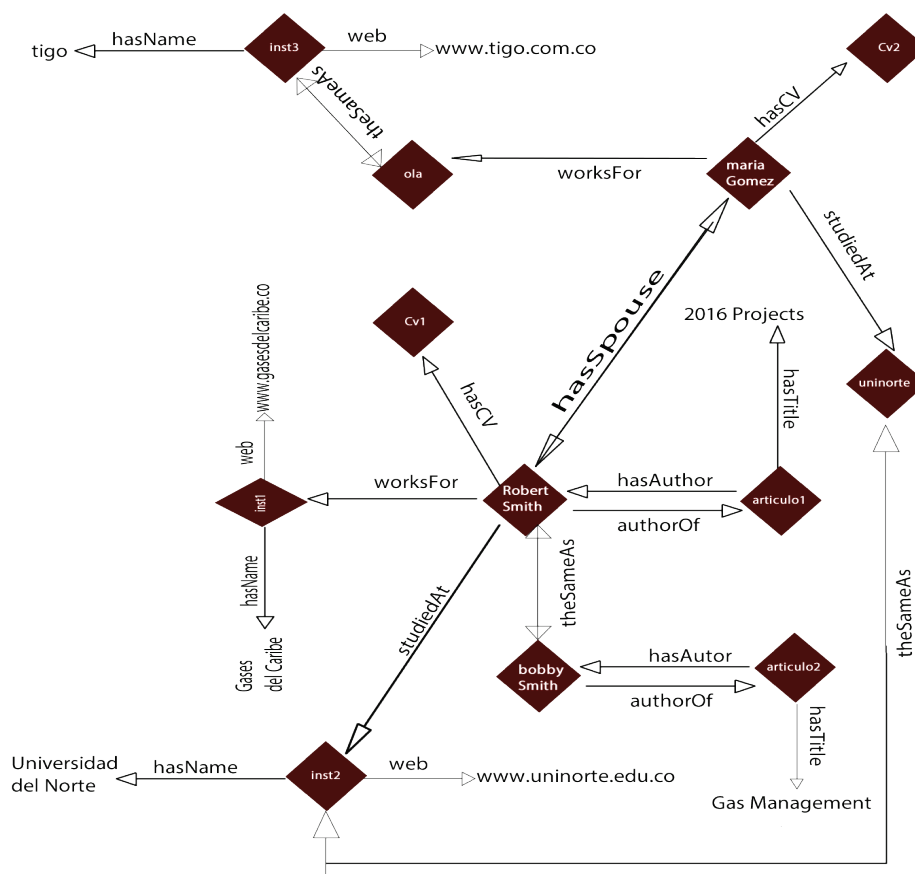 tigo
hasName
inst3
web
www.tigo.com.co
Cv2
theSameAs
hasCV
ola
worksFor
maria
Gomez
studiedAt
www.gasesdelcaribe.co
Cv1
hasSpouse
2016 Projects
uninorte
hasCV
hasTitle
web
inst1
worksFor
Robert
Smith
hasAuthor
authorOf
articulo1
hasName
Gases
del Caribe
studiedAt
theSameAs
theSameAs
bobby
Smith
hasAutor
authorOf
articulo2
hasTitle
Universidad
del Norte
hasName
inst2
web
www.uninorte.edu.co
Gas Management